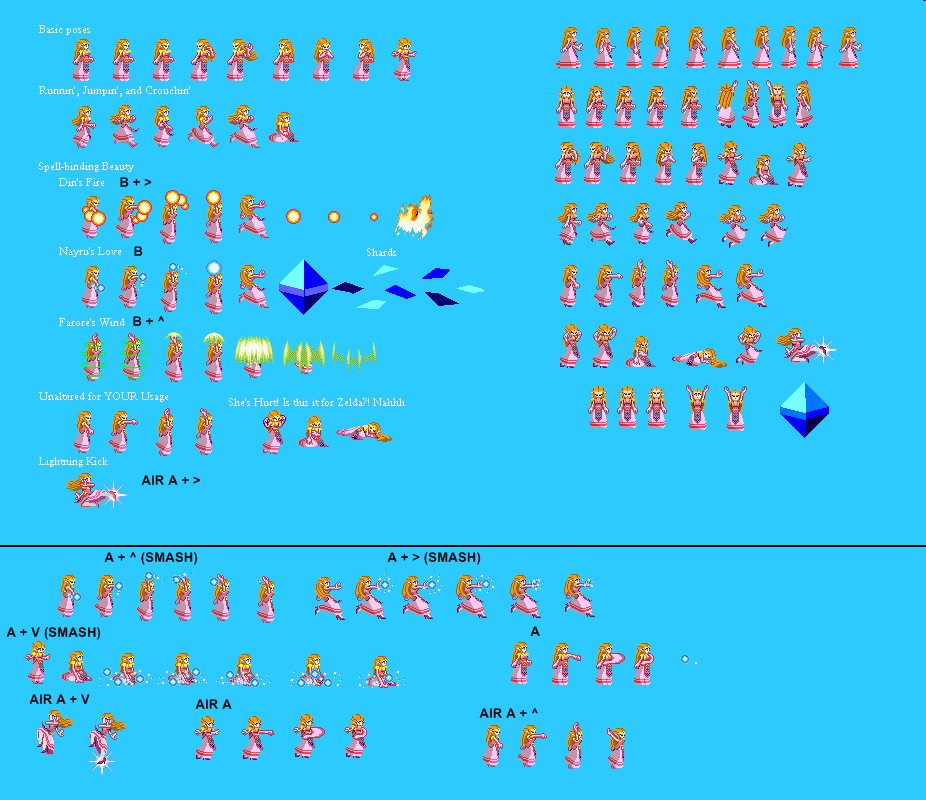 Basic poses
Runnin', Jumpin', and Crouchin'
Spell-binding Beauty
Din's Fire B + >
Nayru's Love B
Shards
Farore's Wind B + ^
Unaltered for YOUR Usage
She's Hurt! Is this it for Zelda?! Nahhh
Lightning Kick
AIR A + >
A + ^ (SMASH)
A + > (SMASH)
A + V (SMASH)
A
AIR A + V
AIR A
AIR A + ^